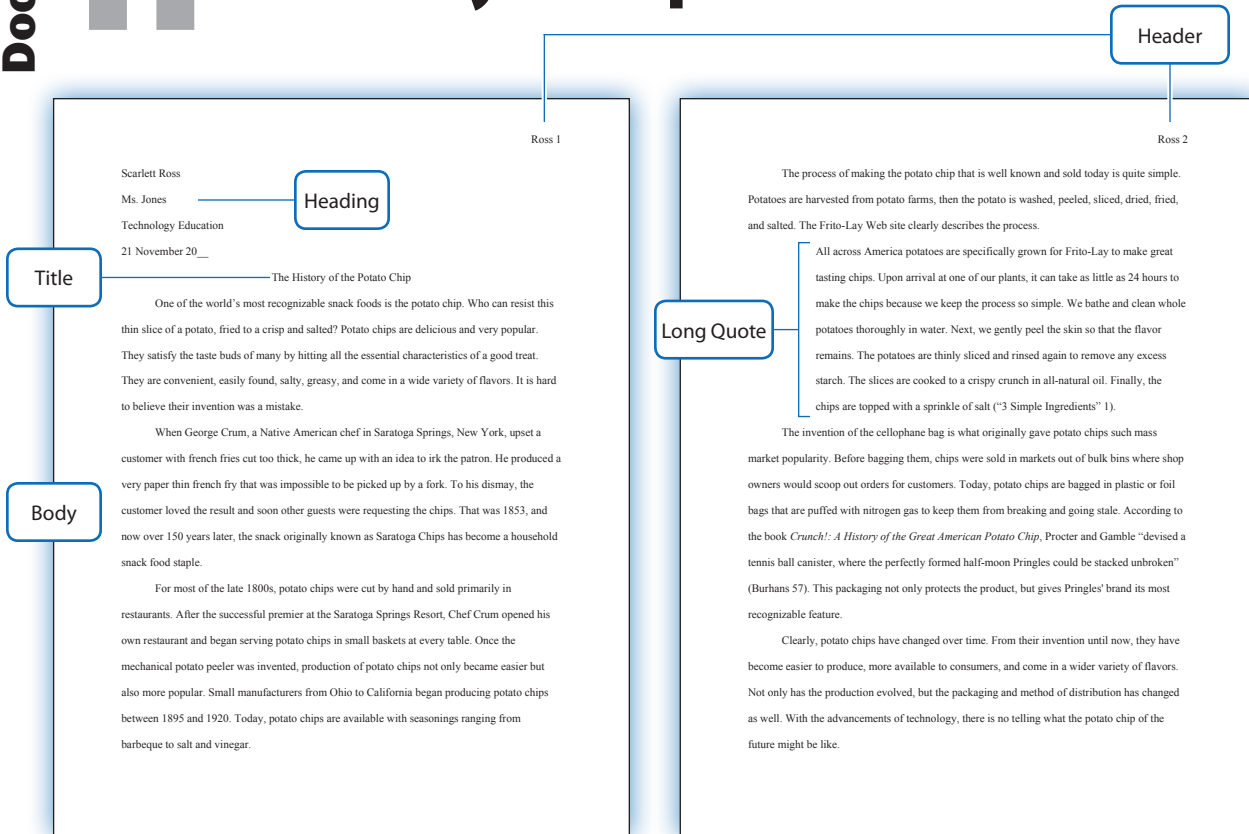 Doc
Header
Ross 1
Scarlett Ross
Ms. Jones
Heading
Technology Education
21 November 20__
Title
The History of the Potato Chip
One of the world's most recognizable snack foods is the potato chip. Who can resist this
thin slice of a potato, fried to a crisp and salted? Potato chips are delicious and very popular.
They satisfy the taste buds of many by hitting all the essential characteristics of a good treat.
They are convenient, easily found, salty, greasy, and come in a wide variety of flavors. It is hard
to believe their invention was a mistake.
When George Crum, a Native American chef in Saratoga Springs, New York, upset a
customer with french fries cut too thick, he came up with an idea to irk the patron. He produced a
very paper thin french fry that was impossible to be picked up by a fork. To his dismay, the
Body
customer loved the result and soon other guests were requesting the chips. That was 1853, and
now over 150 years later, the snack originally known as Saratoga Chips has become a household
snack food staple.
For most of the late 1800s, potato chips were cut by hand and sold primarily in
restaurants. After the successful premier at the Saratoga Springs Resort, Chef Crum opened his
own restaurant and began serving potato chips in small baskets at every table. Once the
mechanical potato peeler was invented, production of potato chips not only became easier but
also more popular. Small manufacturers from Ohio to California began producing potato chips
between 1895 and 1920. Today, potato chips are available with seasonings ranging from
barbeque to salt and vinegar.
Ross 2
The process of making the potato chip that is well known and sold today is quite simple.
Potatoes are harvested from potato farms, then the potato is washed, peeled, sliced, dried, fried,
and salted. The Frito-Lay Web site clearly describes the process.
All across America potatoes are specifically grown for Frito-Lay to make great
tasting chips. Upon arrival at one of our plants, it can take as little as 24 hours to
make the chips because we keep the process so simple. We bathe and clean whole
Long Quote
potatoes thoroughly in water. Next, we gently peel the skin so that the flavor
remains. The potatoes are thinly sliced and rinsed again to remove any excess
starch. The slices are cooked to a crispy crunch in all-natural oil. Finally, the
chips are topped with a sprinkle of salt (“3 Simple Ingredients” 1).
The invention of the cellophane bag is what originally gave potato chips such mass
market popularity. Before bagging them, chips were sold in markets out of bulk bins where shop
owners would scoop out orders for customers. Today, potato chips are bagged in plastic or foil
bags that are puffed with nitrogen gas to keep them from breaking and going stale. According to
the book Crunch!: A History of the Great American Potato Chip, Procter and Gamble “devised a
tennis ball canister, where the perfectly formed half-moon Pringles could be stacked unbroken”
(Burhans 57). This packaging not only protects the product, but gives Pringles' brand its most
recognizable feature.
Clearly, potato chips have changed over time. From their invention until now, they have
become easier to produce, more available to consumers, and come in a wider variety of flavors.
Not only has the production evolved, but the packaging and method of distribution has changed
as well. With the advancements of technology, there is no telling what the potato chip of the
future might be like.